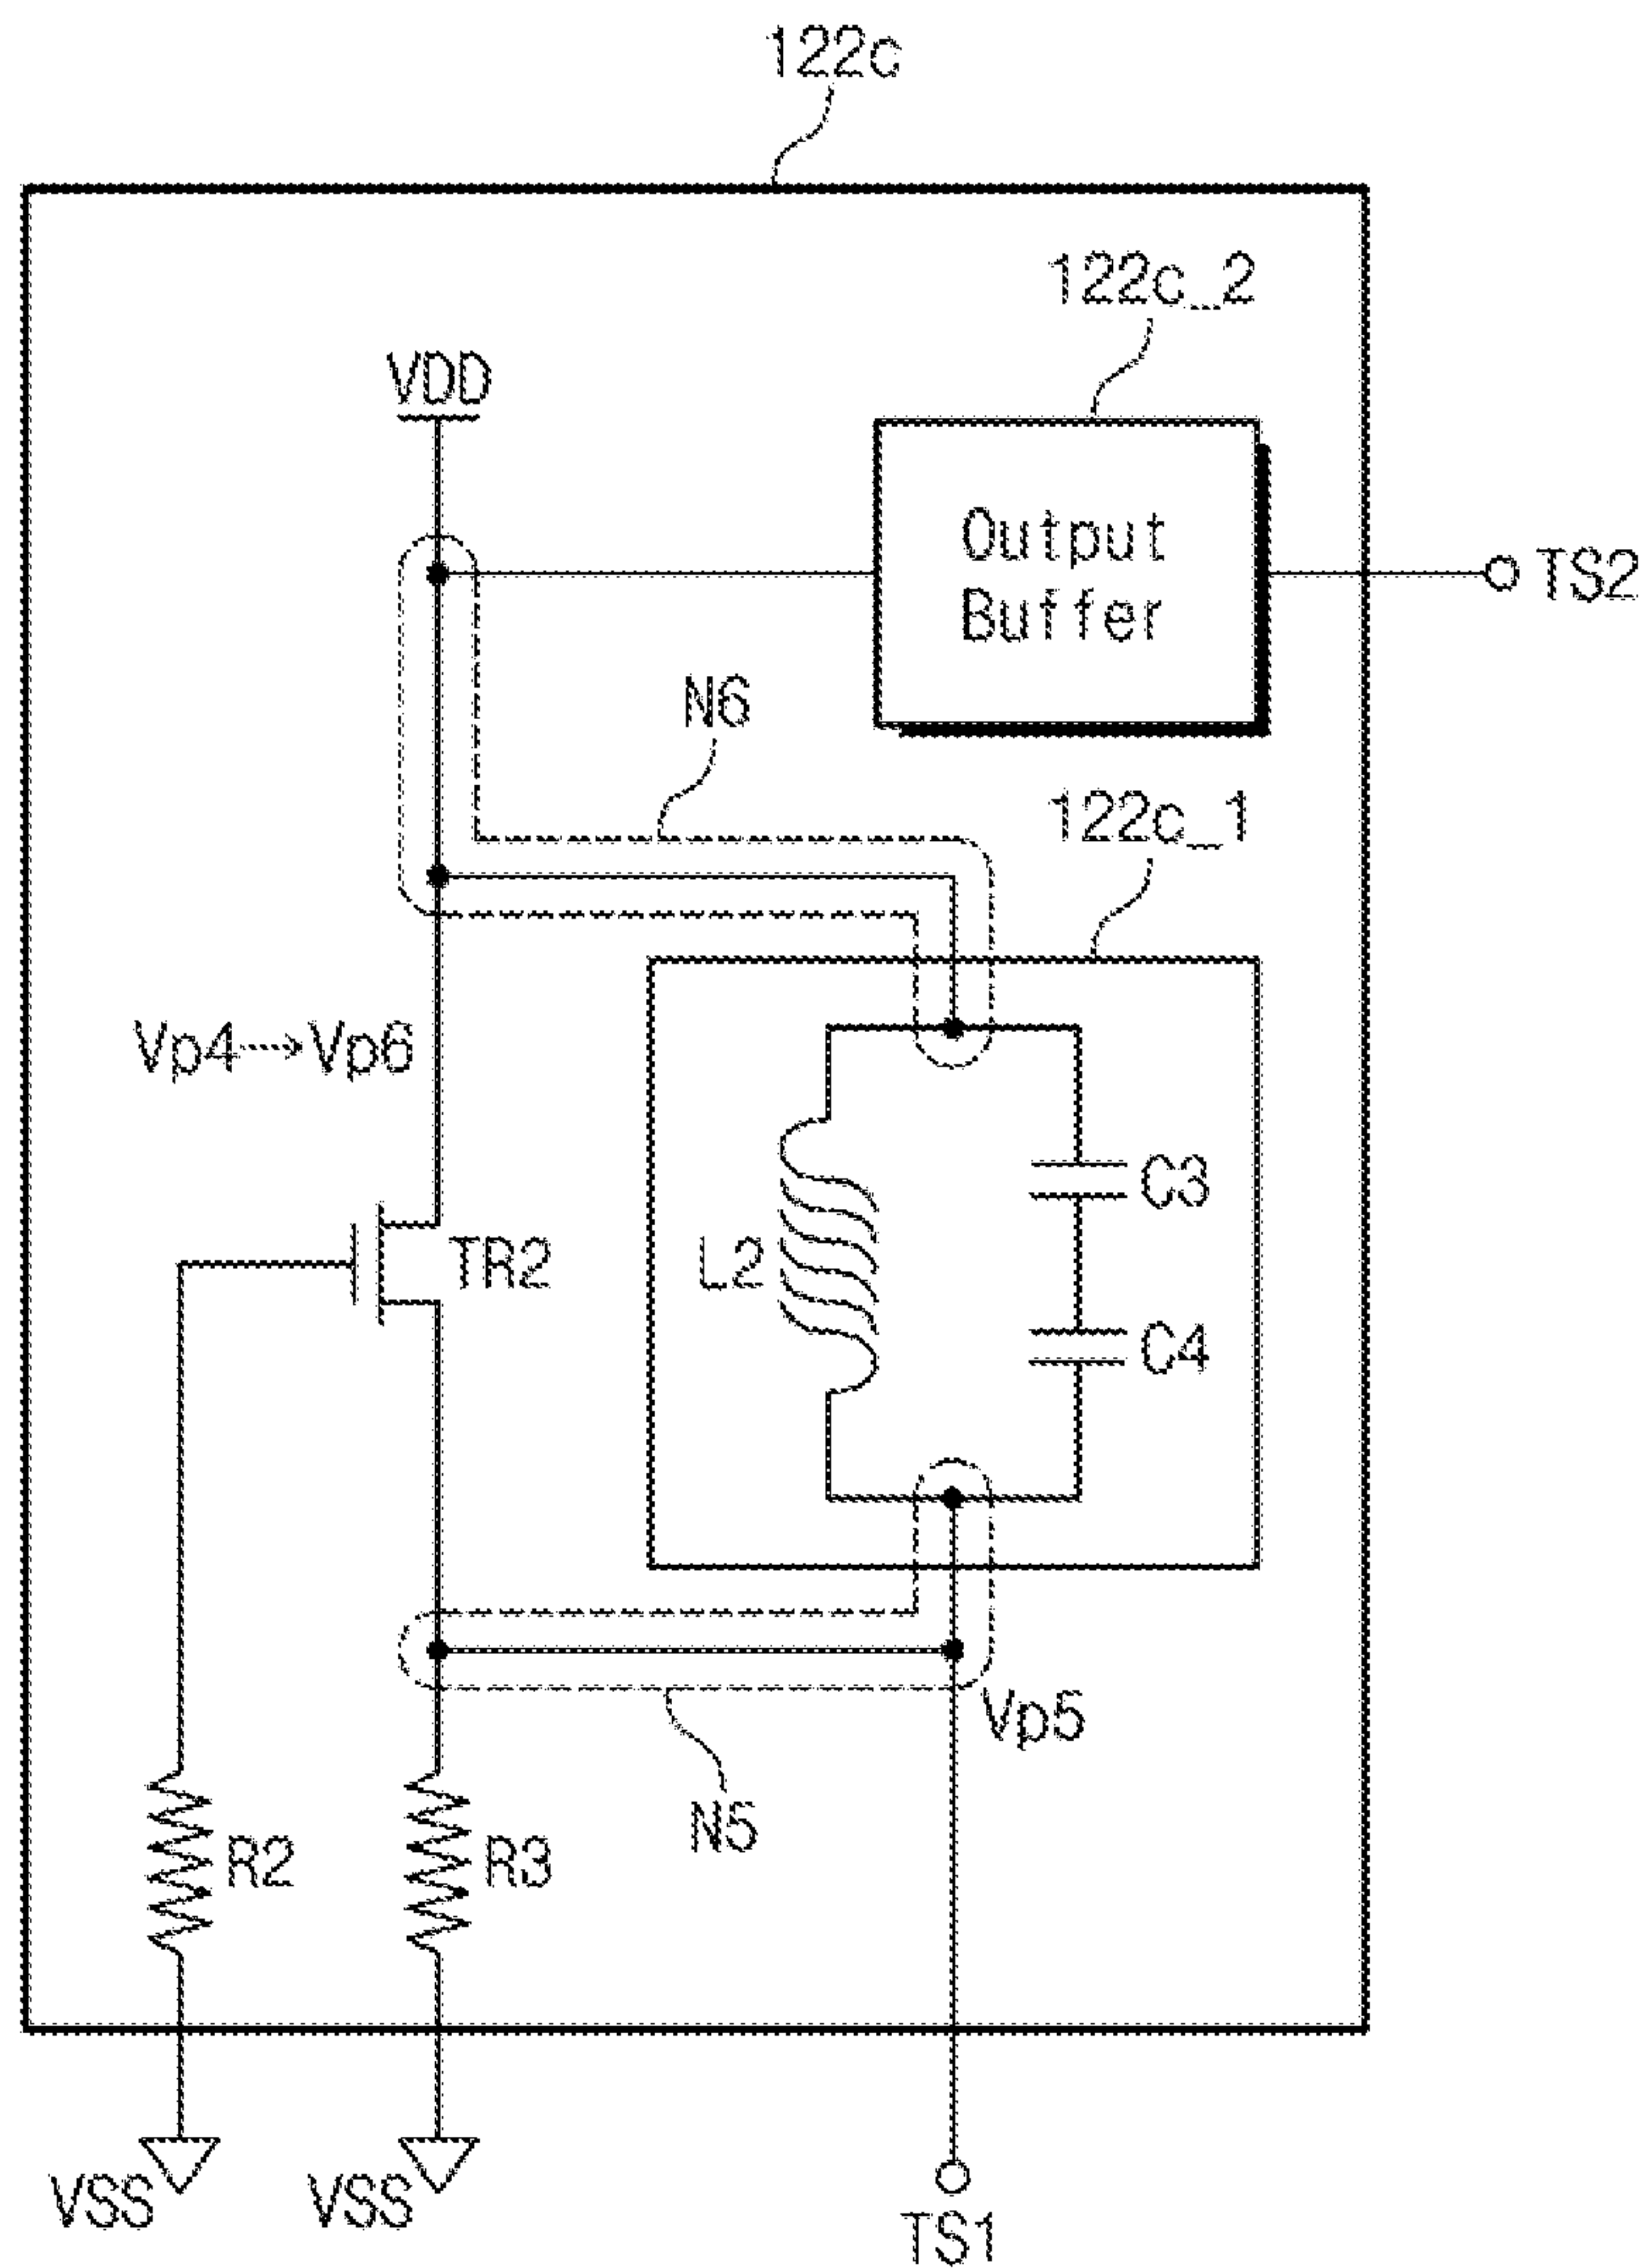 122c
122c_2
VDD
Output
Buffer
TS2
N6
122c_1
Vp4→Vp6
C3
TR2
L2
C4
Vp5
N5
R2
R3
VSS
VSS
TS1